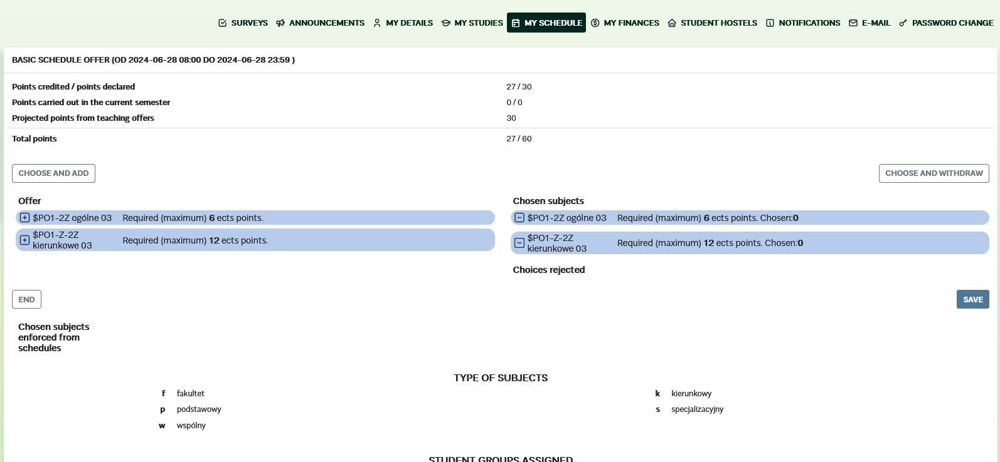 SURVEYS ANNOUNCEMENTS MY DETAILS MY STUDIES MY SCHEDULE MY FINANCES STUDENT HOSTELS NOTIFICATIONS E-MAIL PASSWORD CHANGE
BASIC SCHEDULE OFFER (OD 2024-06-28 08:00 DO 2024-06-28 23:59 )
Points credited / points declared 27 / 30
Points carried out in the current semester 0 / 0
Projected points from teaching offers 30
Total points 27 / 60
CHOOSE AND ADD CHOOSE AND WITHDRAW
Offer
$PO1-2Z ogólne 03 Required (maximum) 6 ects points.
$PO1-Z-2Z
kierunkowe 03 Required (maximum) 12 ects points.
Chosen subjects
$PO1-2Z ogólne 03 Required (maximum) 6 ects points. Chosen:0
$PO1-Z-2Z
kierunkowe 03 Required (maximum) 12 ects points. Chosen:0
Choices rejected
END SAVE
Chosen subjects
enforced from
schedules
TYPE OF SUBJECTS
f fakultet k kierunkowy
p podstawowy s specjalizacyjny
w wspólny
STUDENT GROUPS ASSIGNED